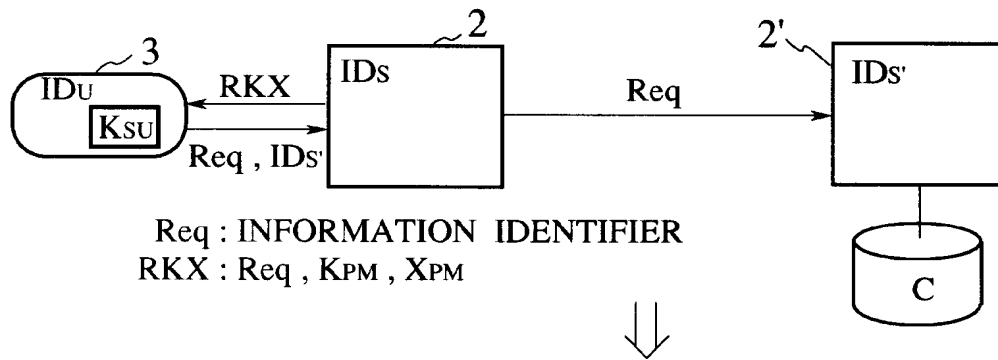 3
2
2'
IDU
KSU
RKX
Req , IDS'
IDS
Req
IDS'
C
Req : INFORMATION IDENTIFIER
RKX : Req , KPM , XPM